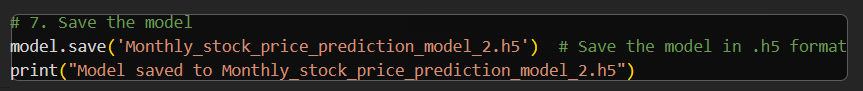 # 7. Save the model
model.save('Monthly_stock_price_prediction_model_2.h5')  # Save the model in .h5 format
print("Model saved to Monthly_stock_price_prediction_model_2.h5")